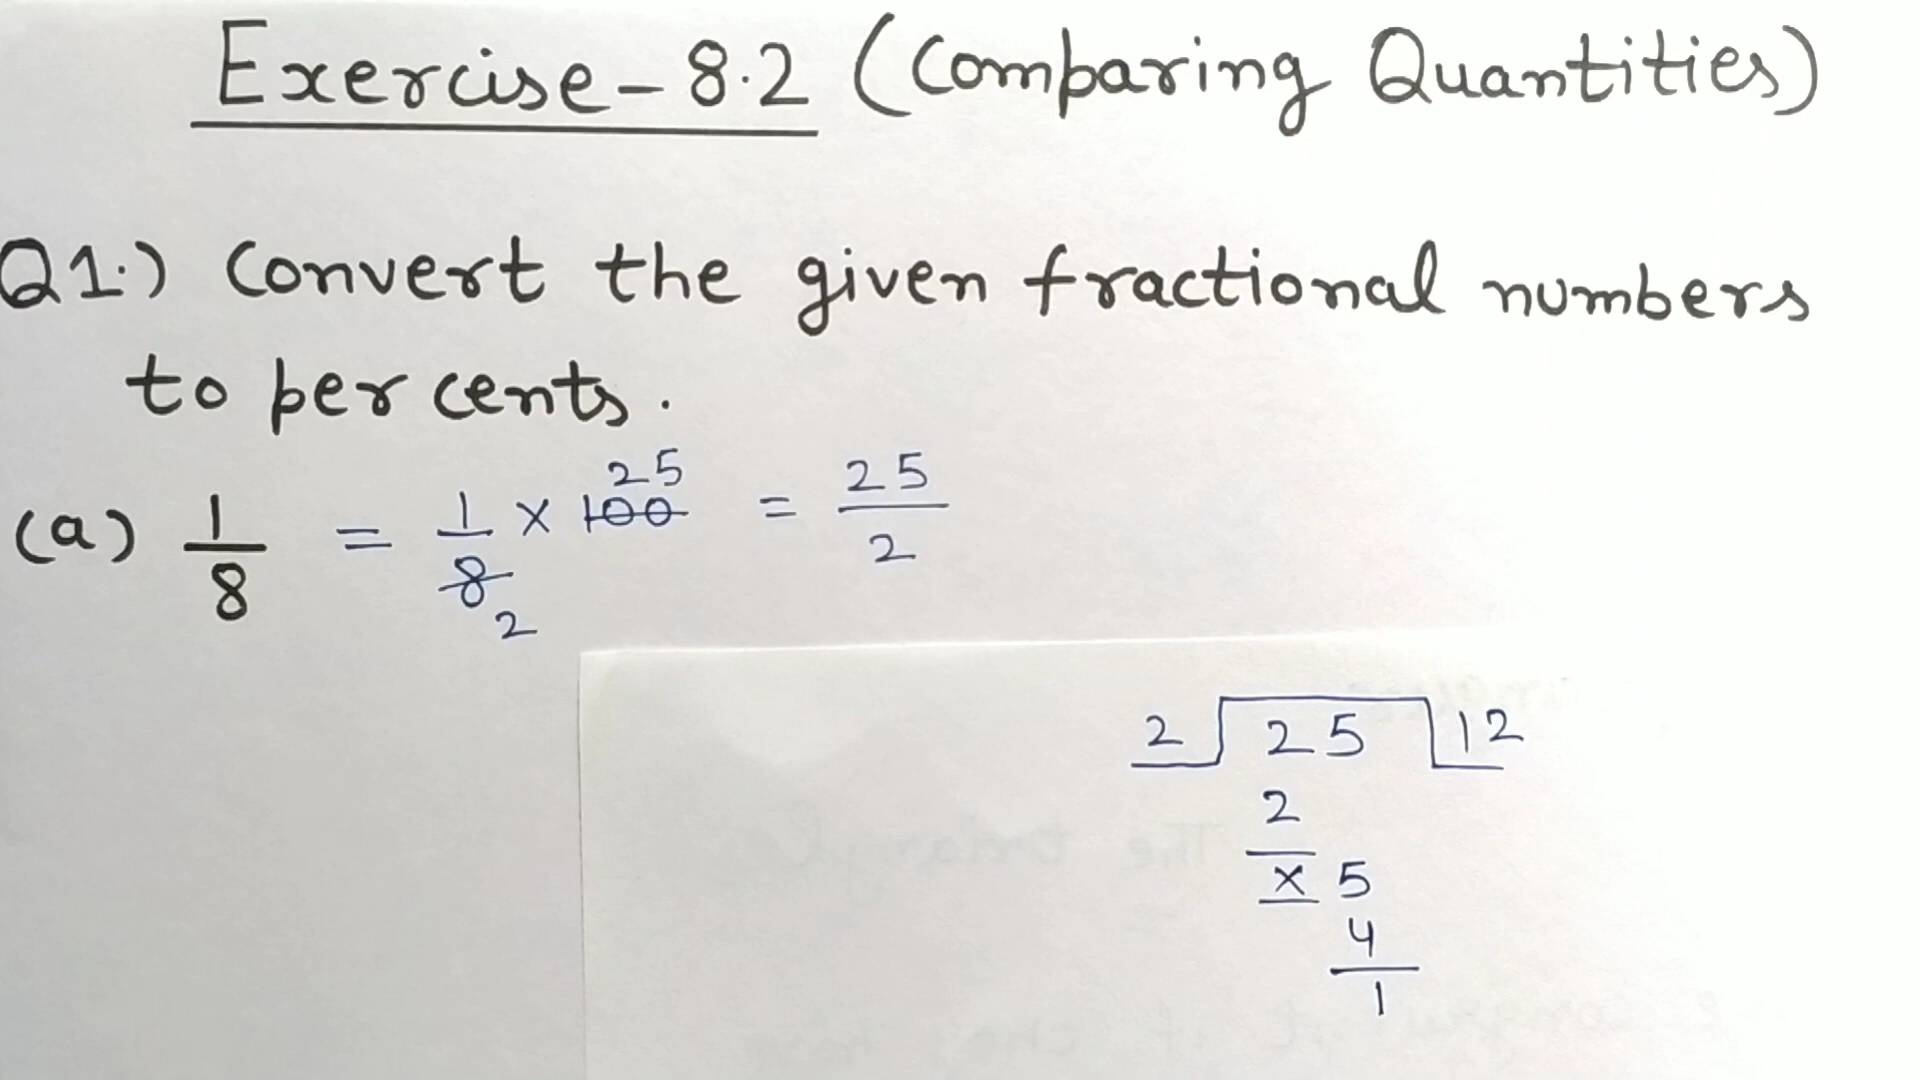 Exercise-8.2 (Comparing Quantities)
Q1.) Convert the given fractional numbers
to per cents.
(a) 1/8 = 1/8 × 100 = 25/2
25
2
2 25 12
2
× 5
4
1